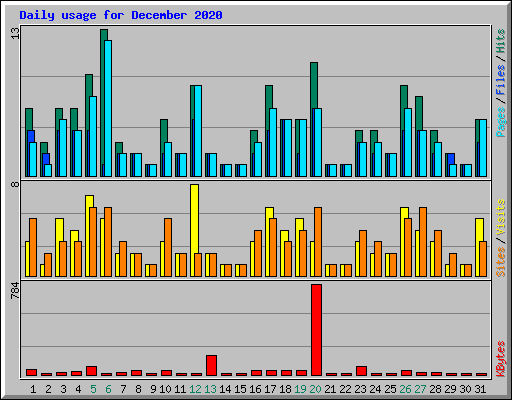 Daily usage for December 2020
13
Pages / Files / Hits
8
Sites / Visits
784
KBytes
1 2 3 4 5 6 7 8 9 10 11 12 13 14 15 16 17 18 19 20 21 22 23 24 25 26 27 28 29 30 31